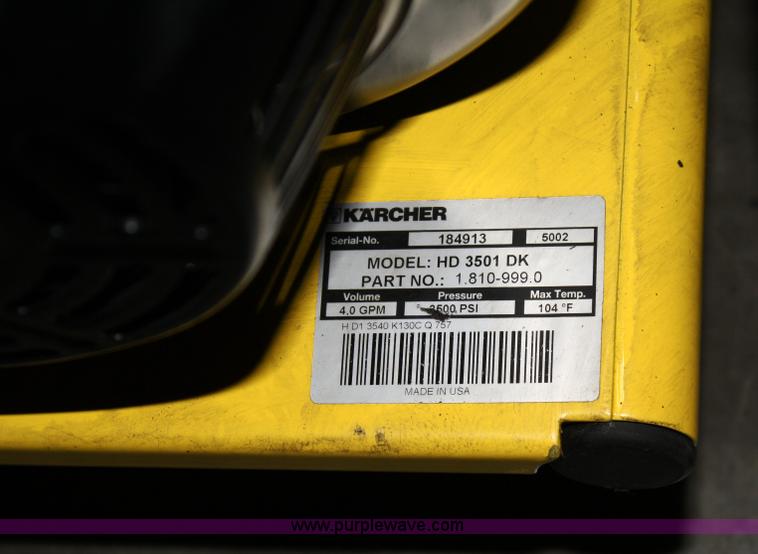 KÄRCHER
Serial-No. 184913 5002
MODEL: HD 3501 DK
PART NO.: 1.810-999.0
Volume Pressure Max Temp.
4.0 GPM 3500 PSI 104 °F
H D1 3540 K130C Q 757
MADE IN USA
www.purplewave.com